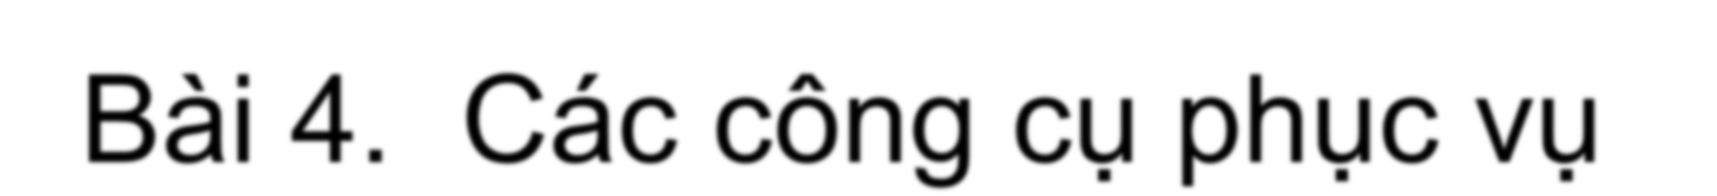 Bài 4. Các công cụ phục vụ